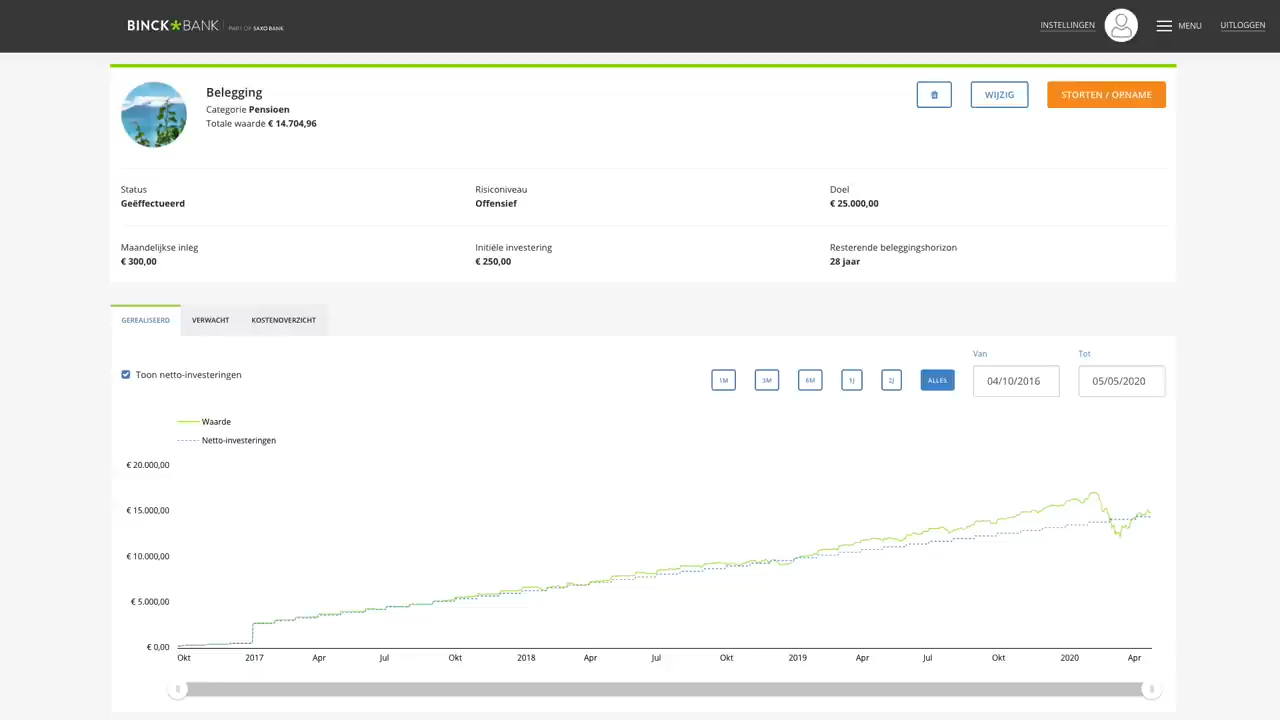 BINCK*BANK | PART OF SAXO BANK
INSTELLINGEN
MENU
UITLOGGEN
Belegging
Categorie Pensioen
Totale waarde € 14.704,96
WIJZIG
STORTEN / OPNAME
Status
Geëffectueerd
Risiconiveau
Offensief
Doel
€ 25.000,00
Maandelijkse inleg
€ 300,00
Initiële investering
€ 250,00
Resterende beleggingshorizon
28 jaar
GEREALISEERD VERWACHT KOSTENOVERZICHT
Toon netto-investeringen
1M 3M 6M 1J 2J ALLES
Van
04/10/2016
Tot
05/05/2020
Waarde
Netto-investeringen
€ 20.000,00
€ 15.000,00
€ 10.000,00
€ 5.000,00
€ 0,00
Okt 2017 Apr Jul Okt 2018 Apr Jul Okt 2019 Apr Jul Okt 2020 Apr